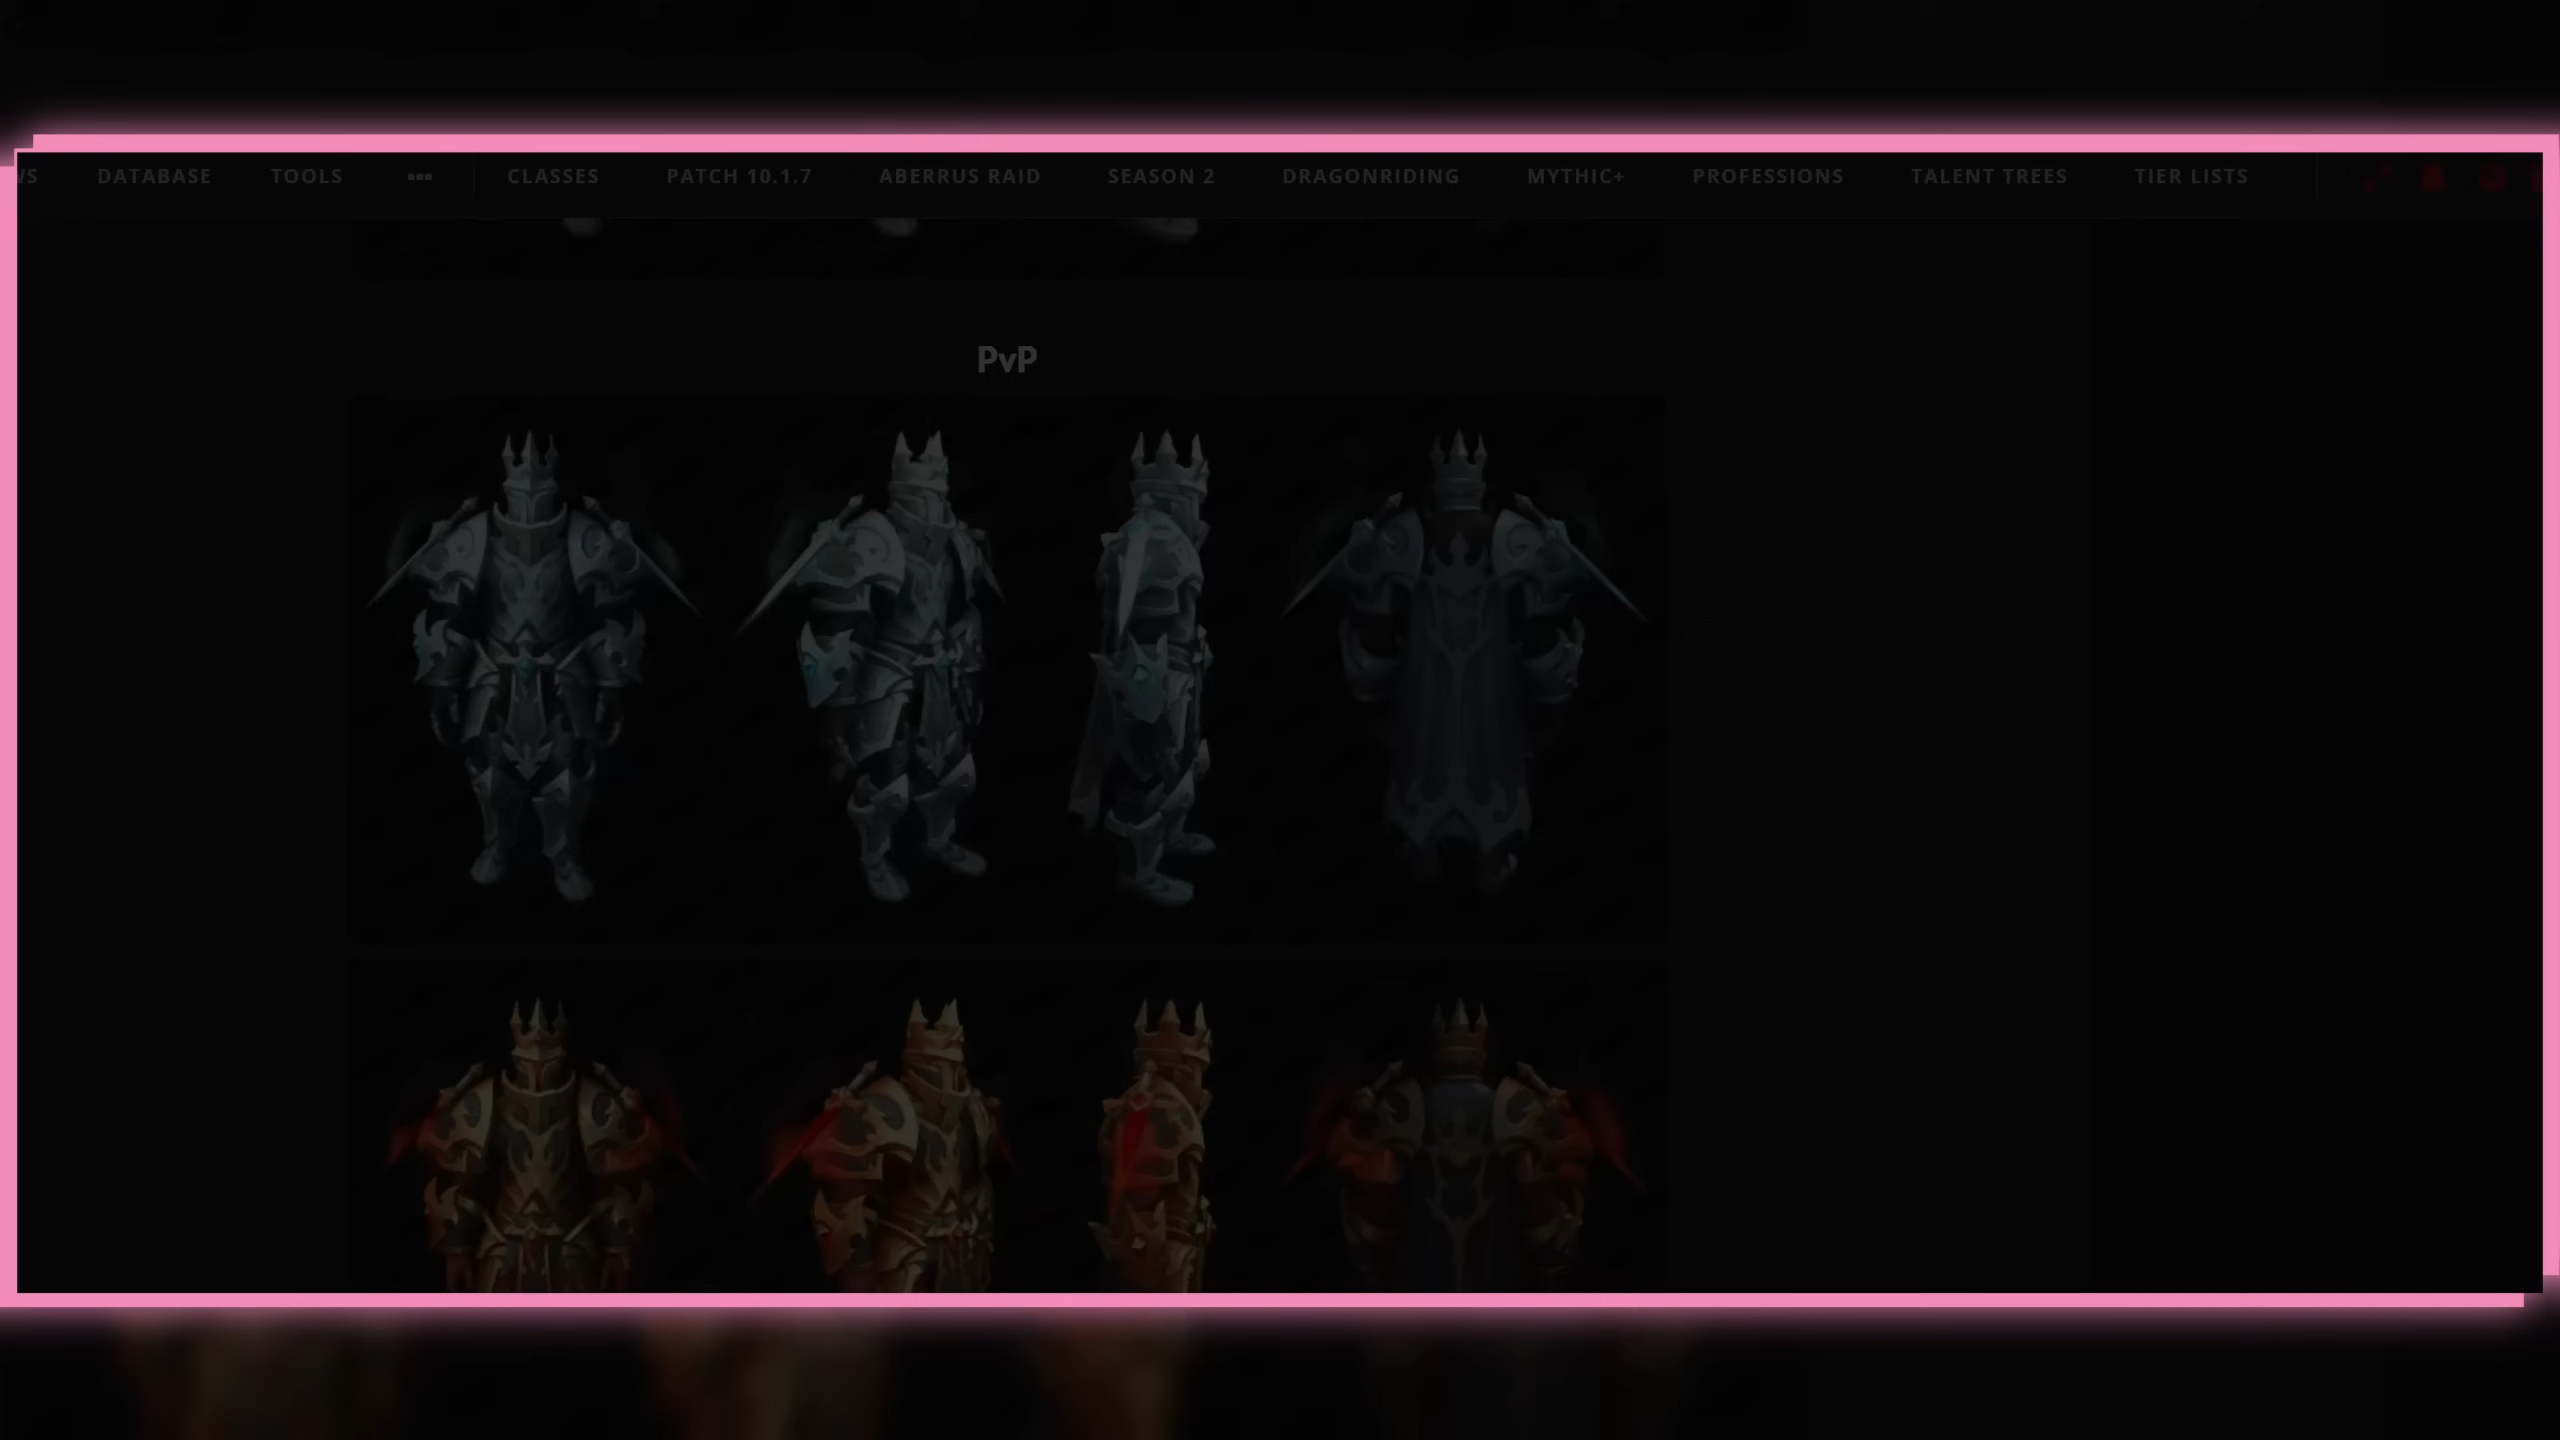 WS DATABASE TOOLS ••• CLASSES PATCH 10.1.7 ABERRUS RAID SEASON 2 DRAGONRIDING MYTHIC+ PROFESSIONS TALENT TREES TIER LISTS
PvP